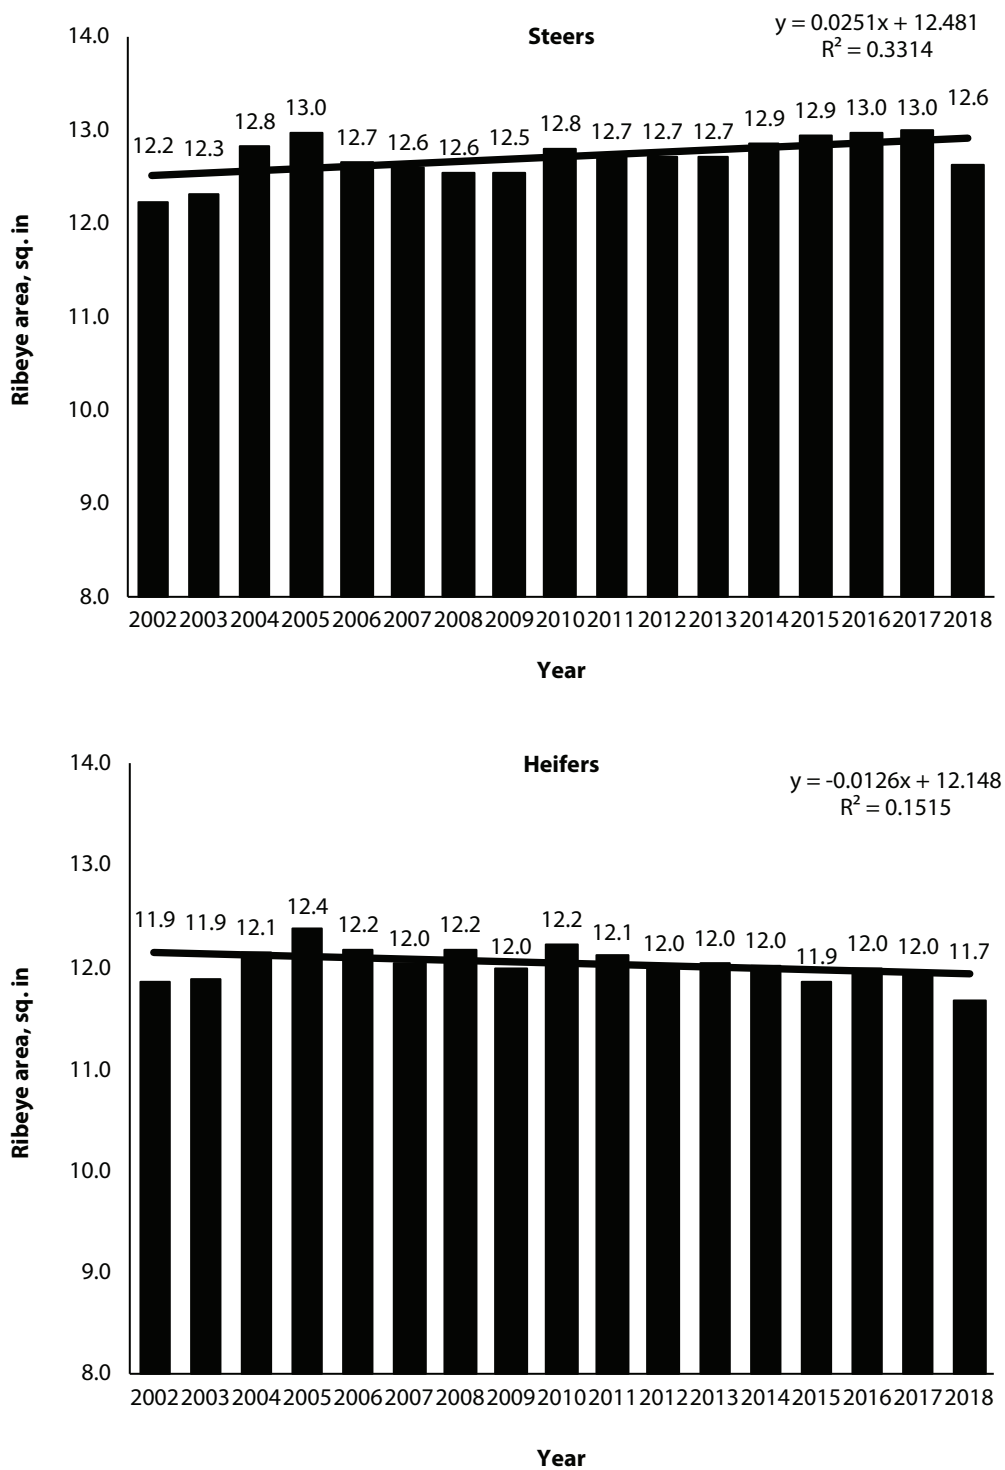 Steers
y = 0.0251x + 12.481
R² = 0.3314
14.0
13.0
12.0
11.0
10.0
9.0
8.0
Ribeye area, sq. in
12.2 12.3 12.8 13.0 12.7 12.6 12.6 12.5 12.8 12.7 12.7 12.7 12.9 12.9 13.0 13.0 12.6
2002 2003 2004 2005 2006 2007 2008 2009 2010 2011 2012 2013 2014 2015 2016 2017 2018
Year
Heifers
y = -0.0126x + 12.148
R² = 0.1515
14.0
13.0
12.0
11.0
10.0
9.0
8.0
Ribeye area, sq. in
11.9 11.9 12.1 12.4 12.2 12.0 12.2 12.0 12.2 12.1 12.0 12.0 12.0 11.9 12.0 12.0 11.7
2002 2003 2004 2005 2006 2007 2008 2009 2010 2011 2012 2013 2014 2015 2016 2017 2018
Year